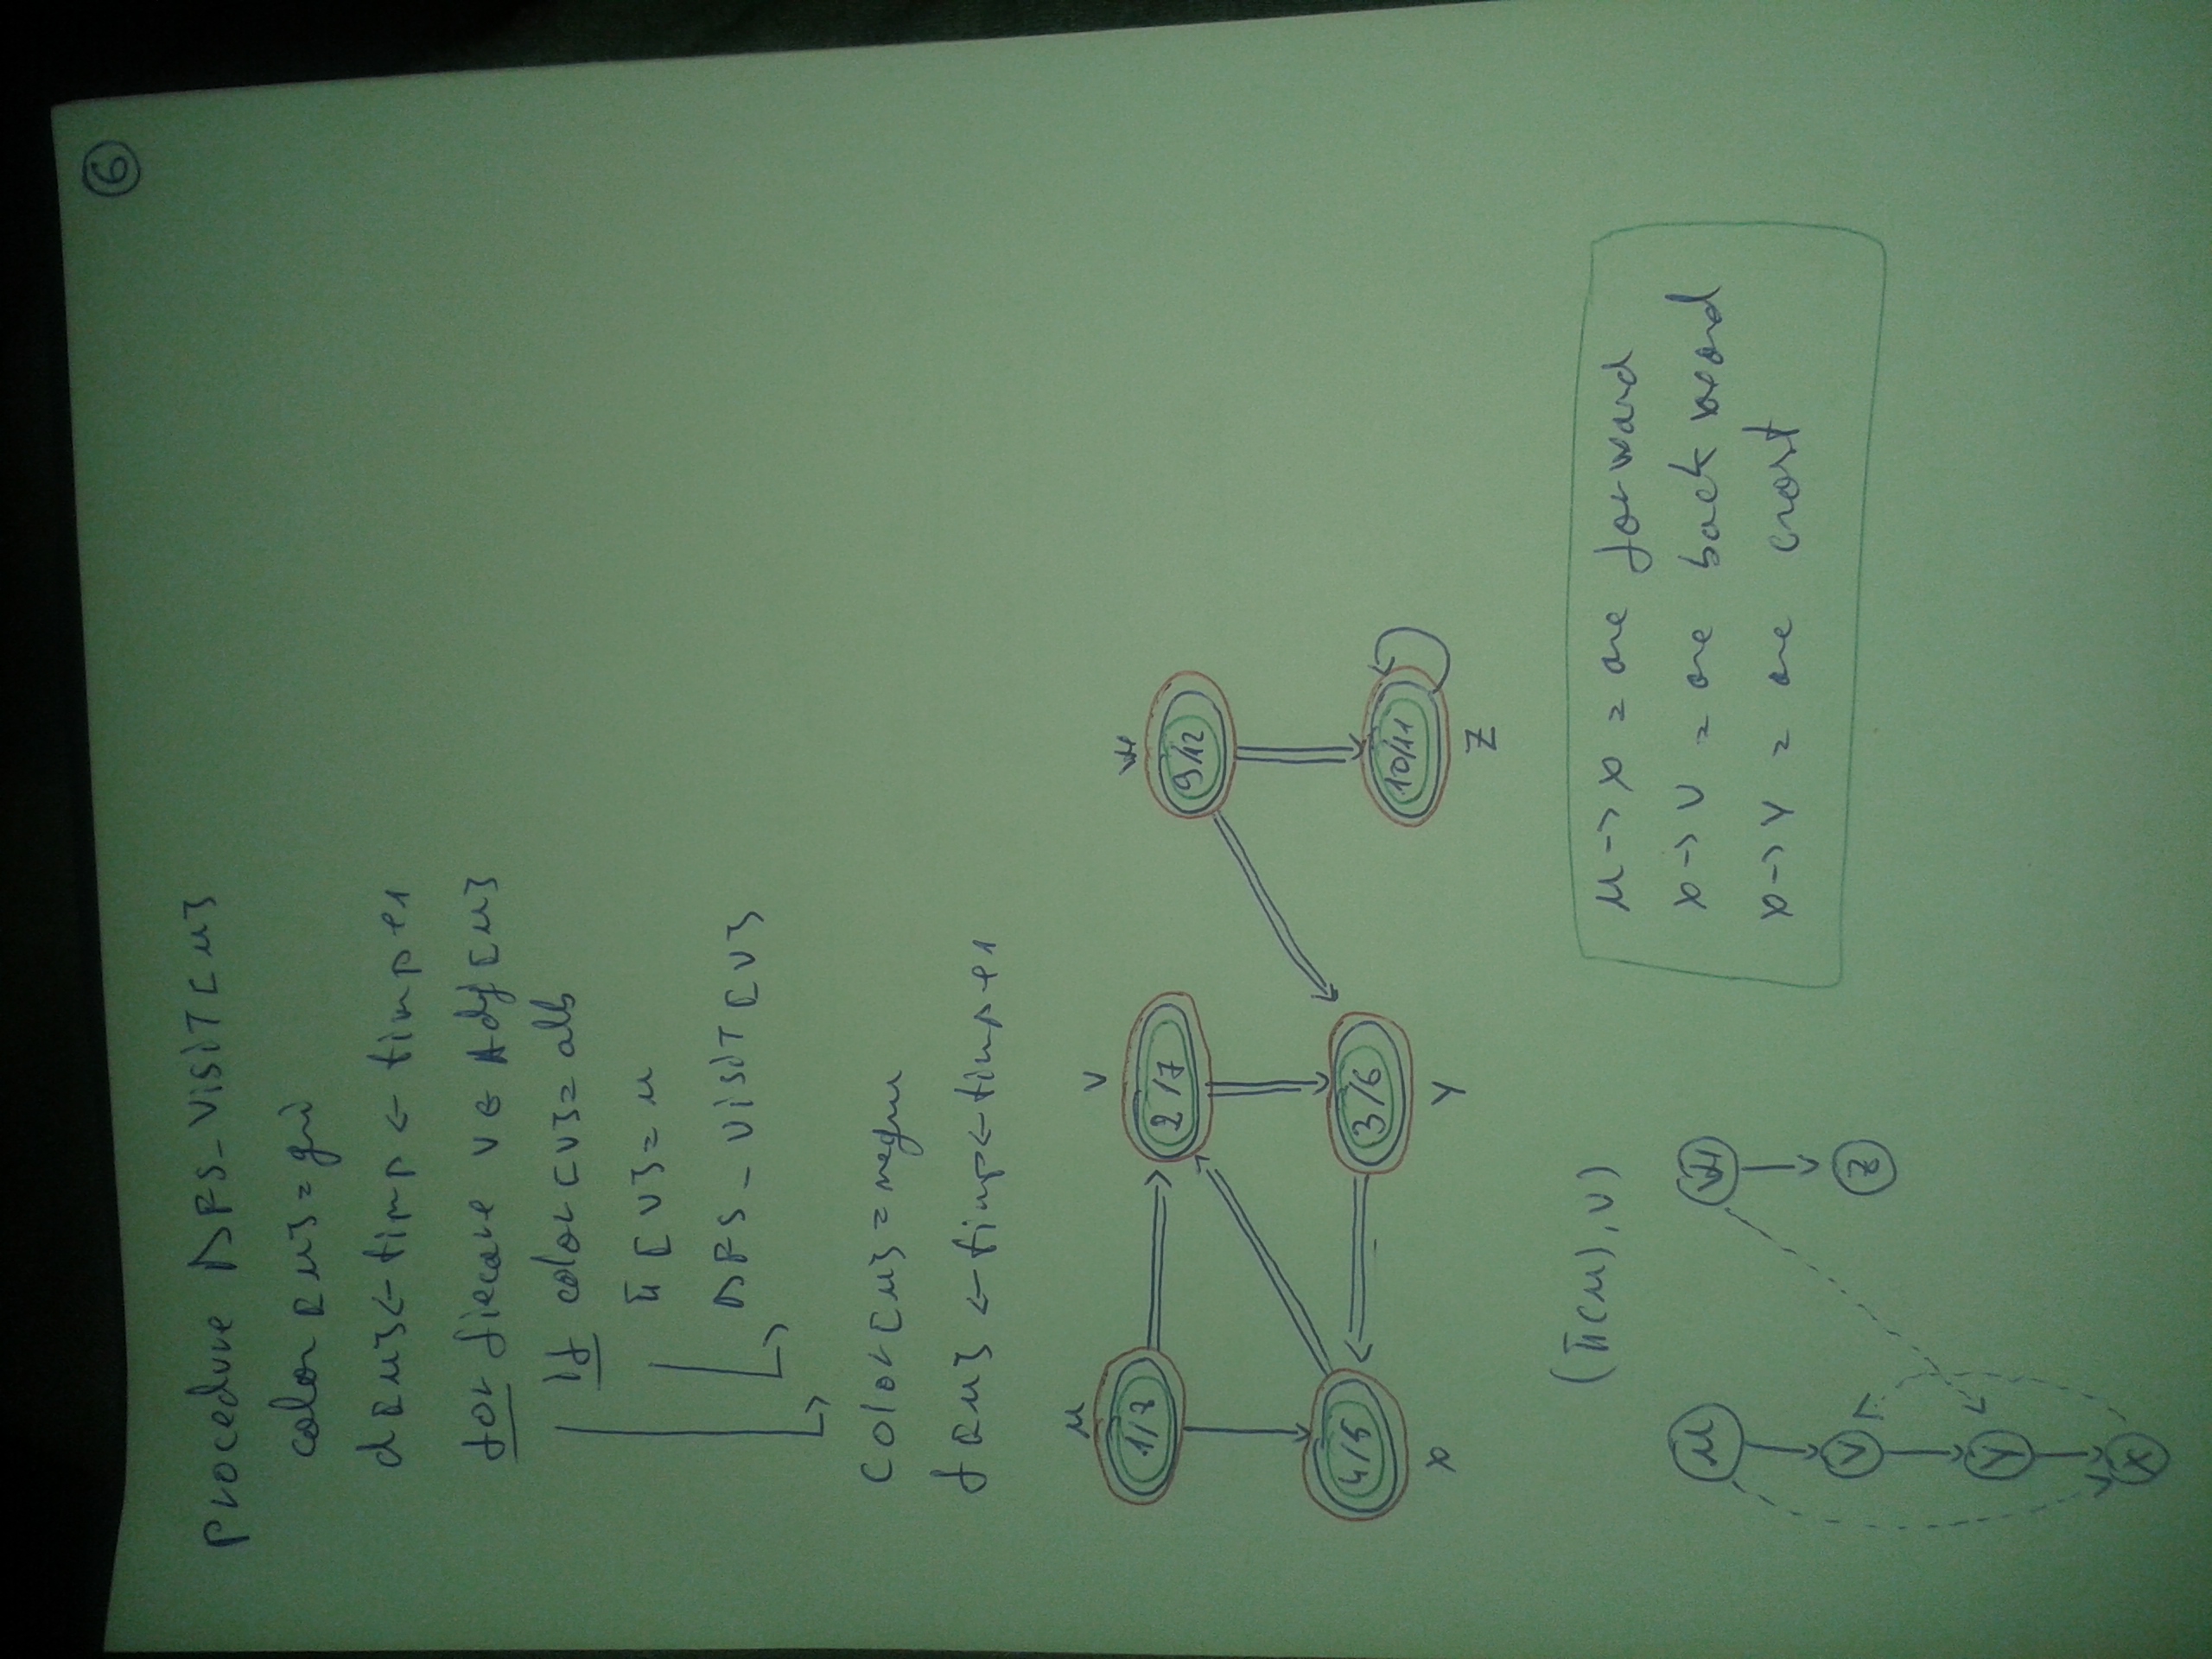 6
Procedure DFS-VISIT[u]
color[u]=gri
d[u]<-timp<-timp+1
for fiecare v∈Adj[u]
If color[v]=alb
π[v]=u
DFS-VISIT[v]
color[u]=negru
f[u]<-timp<-timp+1
u v w
1/2 2/7 9/12
4/5 3/6 10/11
x y z
(π(u),v)
u->x = arc forward
x->v = arc backward
x->y = arc cross
u w
v z
y
x